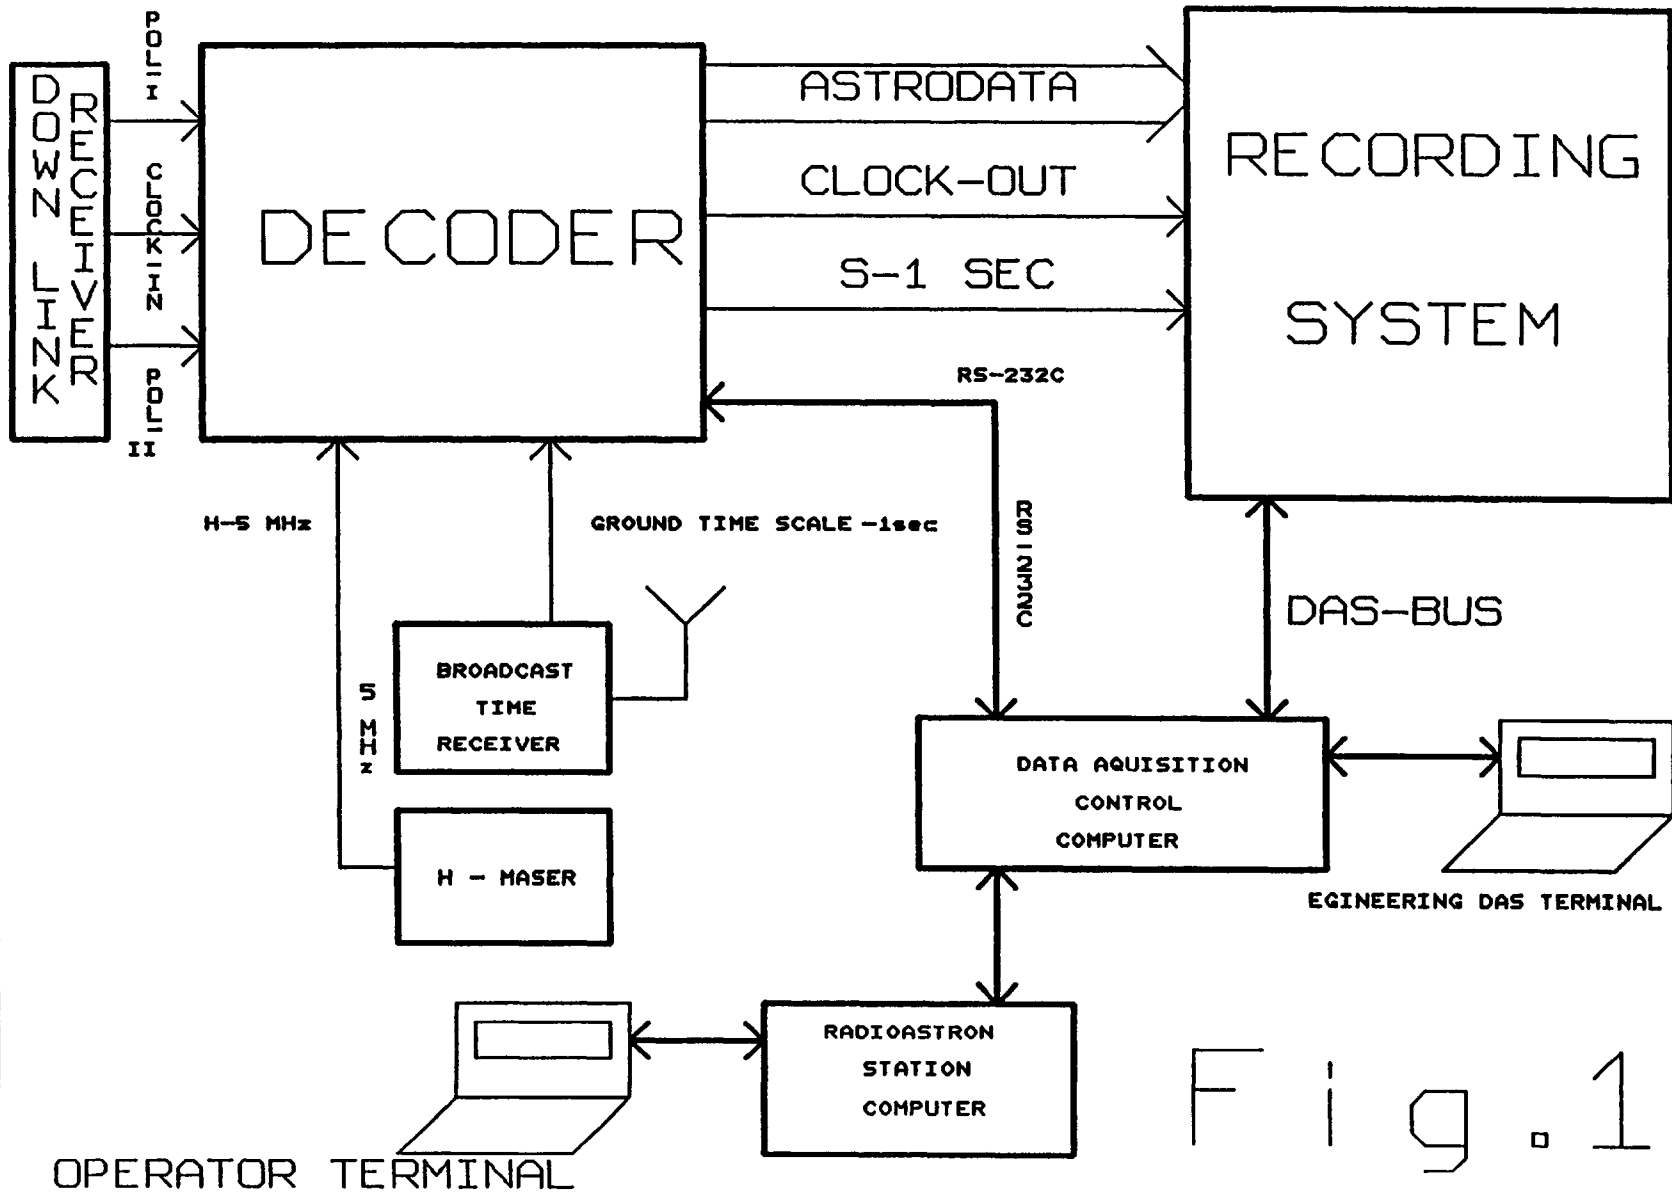 DOWN LINK
RECEIVER
POL-I
CLOCK-IN
POL-
II
DECODER
ASTRODATA
CLOCK-OUT
S-1 SEC
RECORDING
SYSTEM
RS-232C
RS-232C
H-5 MHz
GROUND TIME SCALE -1sec
5 MHz
BROADCAST
TIME
RECEIVER
H - MASER
DAS-BUS
DATA AQUISITION
CONTROL
COMPUTER
EGINEERING DAS TERMINAL
RADIOASTRON
STATION
COMPUTER
OPERATOR TERMINAL
Fig.1